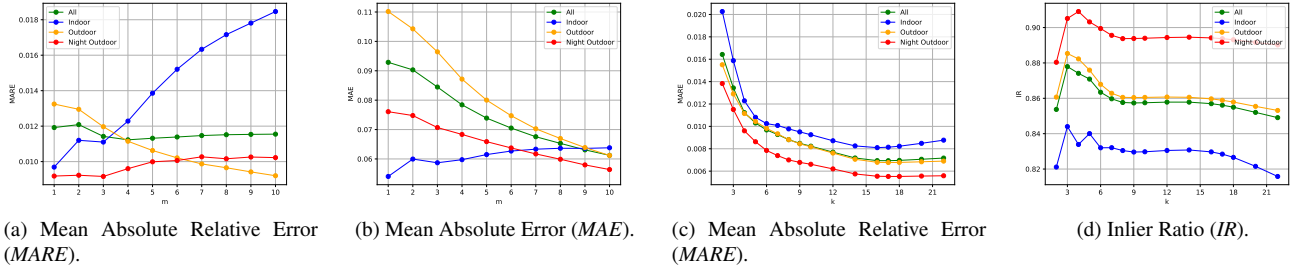 0.018
0.016
0.014
0.012
0.010
MARE
All
Indoor
Outdoor
Night Outdoor
1 2 3 4 5 6 7 8 9 10
m
(a) Mean Absolute Relative Error
(MARE).
0.11
0.10
0.09
0.08
0.07
0.06
MAE
All
Indoor
Outdoor
Night Outdoor
1 2 3 4 5 6 7 8 9 10
m
(b) Mean Absolute Error (MAE).
0.020
0.018
0.016
0.014
0.012
0.010
0.008
0.006
MARE
All
Indoor
Outdoor
Night Outdoor
3 6 9 12 15 18 21
k
(c) Mean Absolute Relative Error
(MARE).
0.90
0.88
0.86
0.84
0.82
IR
All
Indoor
Outdoor
Night Outdoor
3 6 9 12 15 18 21
k
(d) Inlier Ratio (IR).